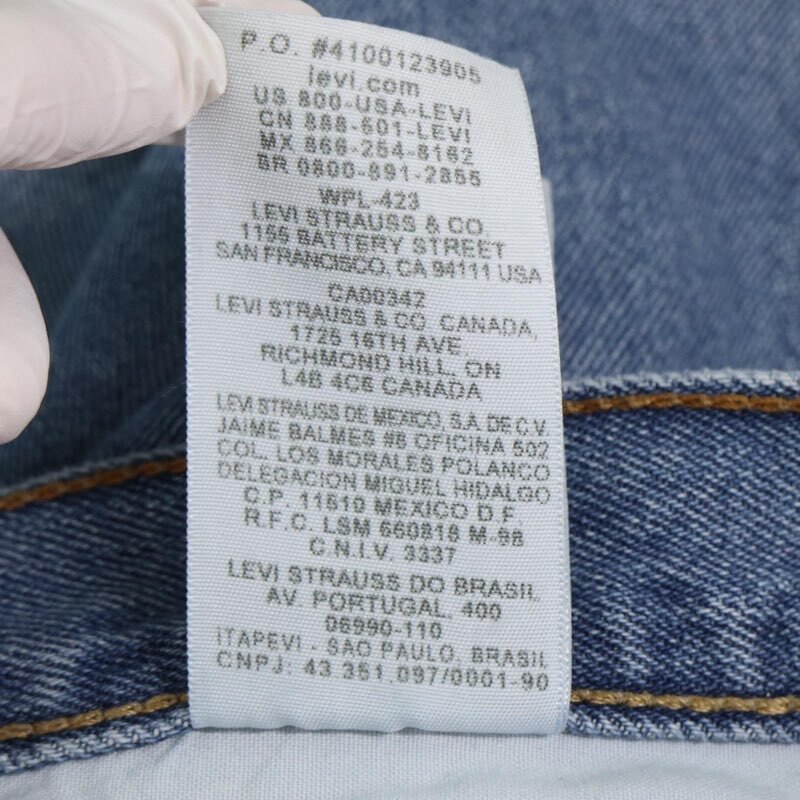 P.O. #4100123905
levi.com
US 800-USA-LEVI
CN 888-501-LEVI
MX 866-254-8162
BR 0800-891-2855
WPL-423
LEVI STRAUSS & CO.
1155 BATTERY STREET
SAN FRANCISCO, CA 94111 USA
CA00342
LEVI STRAUSS & CO. CANADA,
1725 16TH AVE.
RICHMOND HILL, ON
L4B 4C6 CANADA
LEVI STRAUSS DE MEXICO, S.A. DE C.V.
JAIME BALMES #8 OFICINA 502
COL. LOS MORALES POLANCO
DELEGACION MIGUEL HIDALGO
C.P. 11510 MEXICO D.F.
R.F.C. LSM 660818 M-98
C.N.I.V. 3337
LEVI STRAUSS DO BRASIL
AV. PORTUGAL, 400
06990-110
ITAPEVI - SAO PAULO, BRASIL
CNPJ: 43.351.097/0001-90